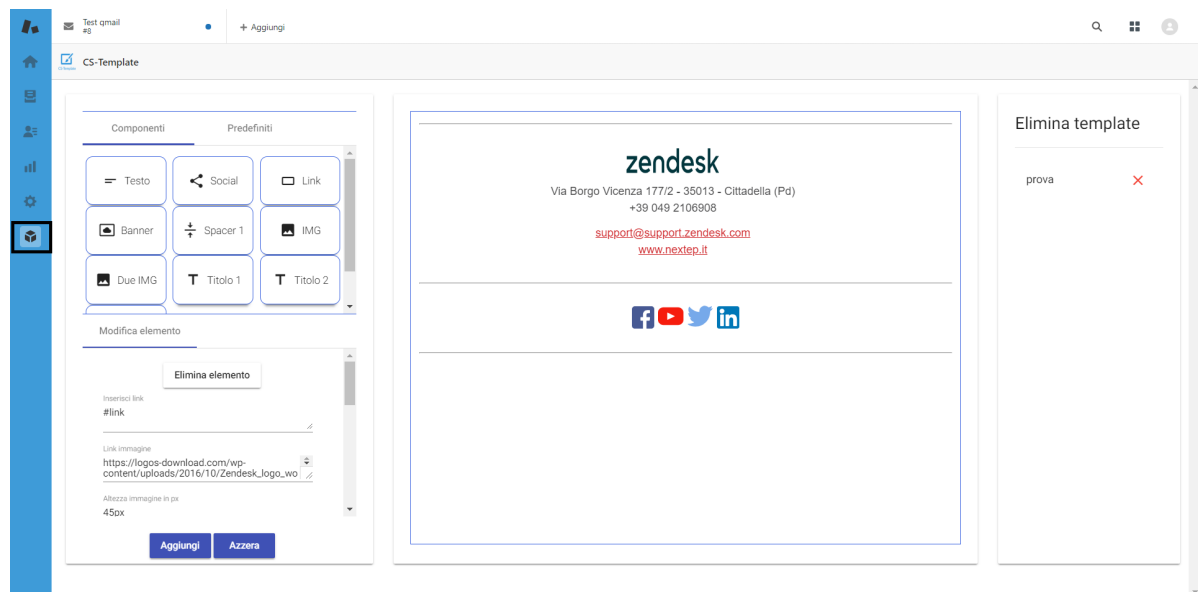 Test qmail
#8
+ Aggiungi
CS-Template
Componenti
Predefiniti
Testo
Social
Link
Banner
Spacer 1
IMG
Due IMG
Titolo 1
Titolo 2
Modifica elemento
Elimina elemento
Inserisci link
#link
Link immagine
https://logos-download.com/wp-
content/uploads/2016/10/Zendesk_logo_wo
Altezza immagine in px
45px
Aggiungi
Azzera
zendesk
Via Borgo Vicenza 177/2 - 35013 - Cittadella (Pd)
+39 049 2106908
support@support.zendesk.com
www.nextep.it
Elimina template
prova